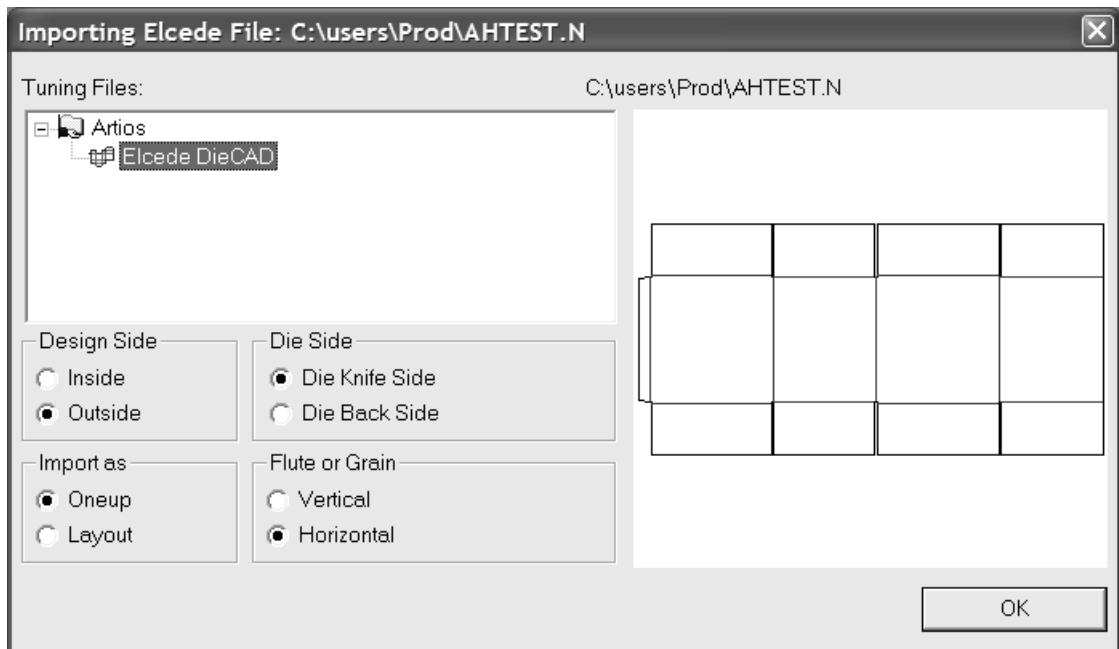 Importing Elcede File: C:\users\Prod\AHTEST.N
Tuning Files:
C:\users\Prod\AHTEST.N
Artios
Elcede DieCAD
Design Side
Inside
Outside
Die Side
Die Knife Side
Die Back Side
Import as
Oneup
Layout
Flute or Grain
Vertical
Horizontal
OK